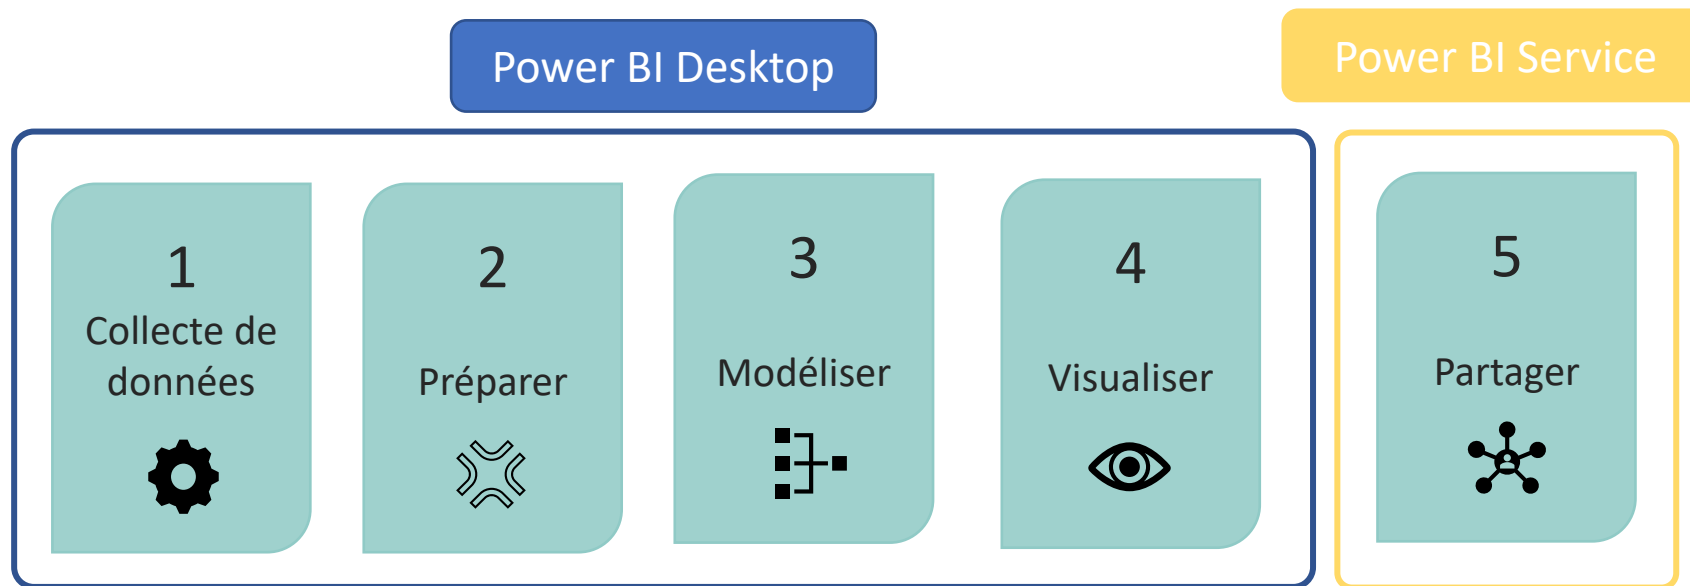 Power BI Desktop
Power BI Service
1
Collecte de
données
2
Préparer
3
Modéliser
4
Visualiser
5
Partager